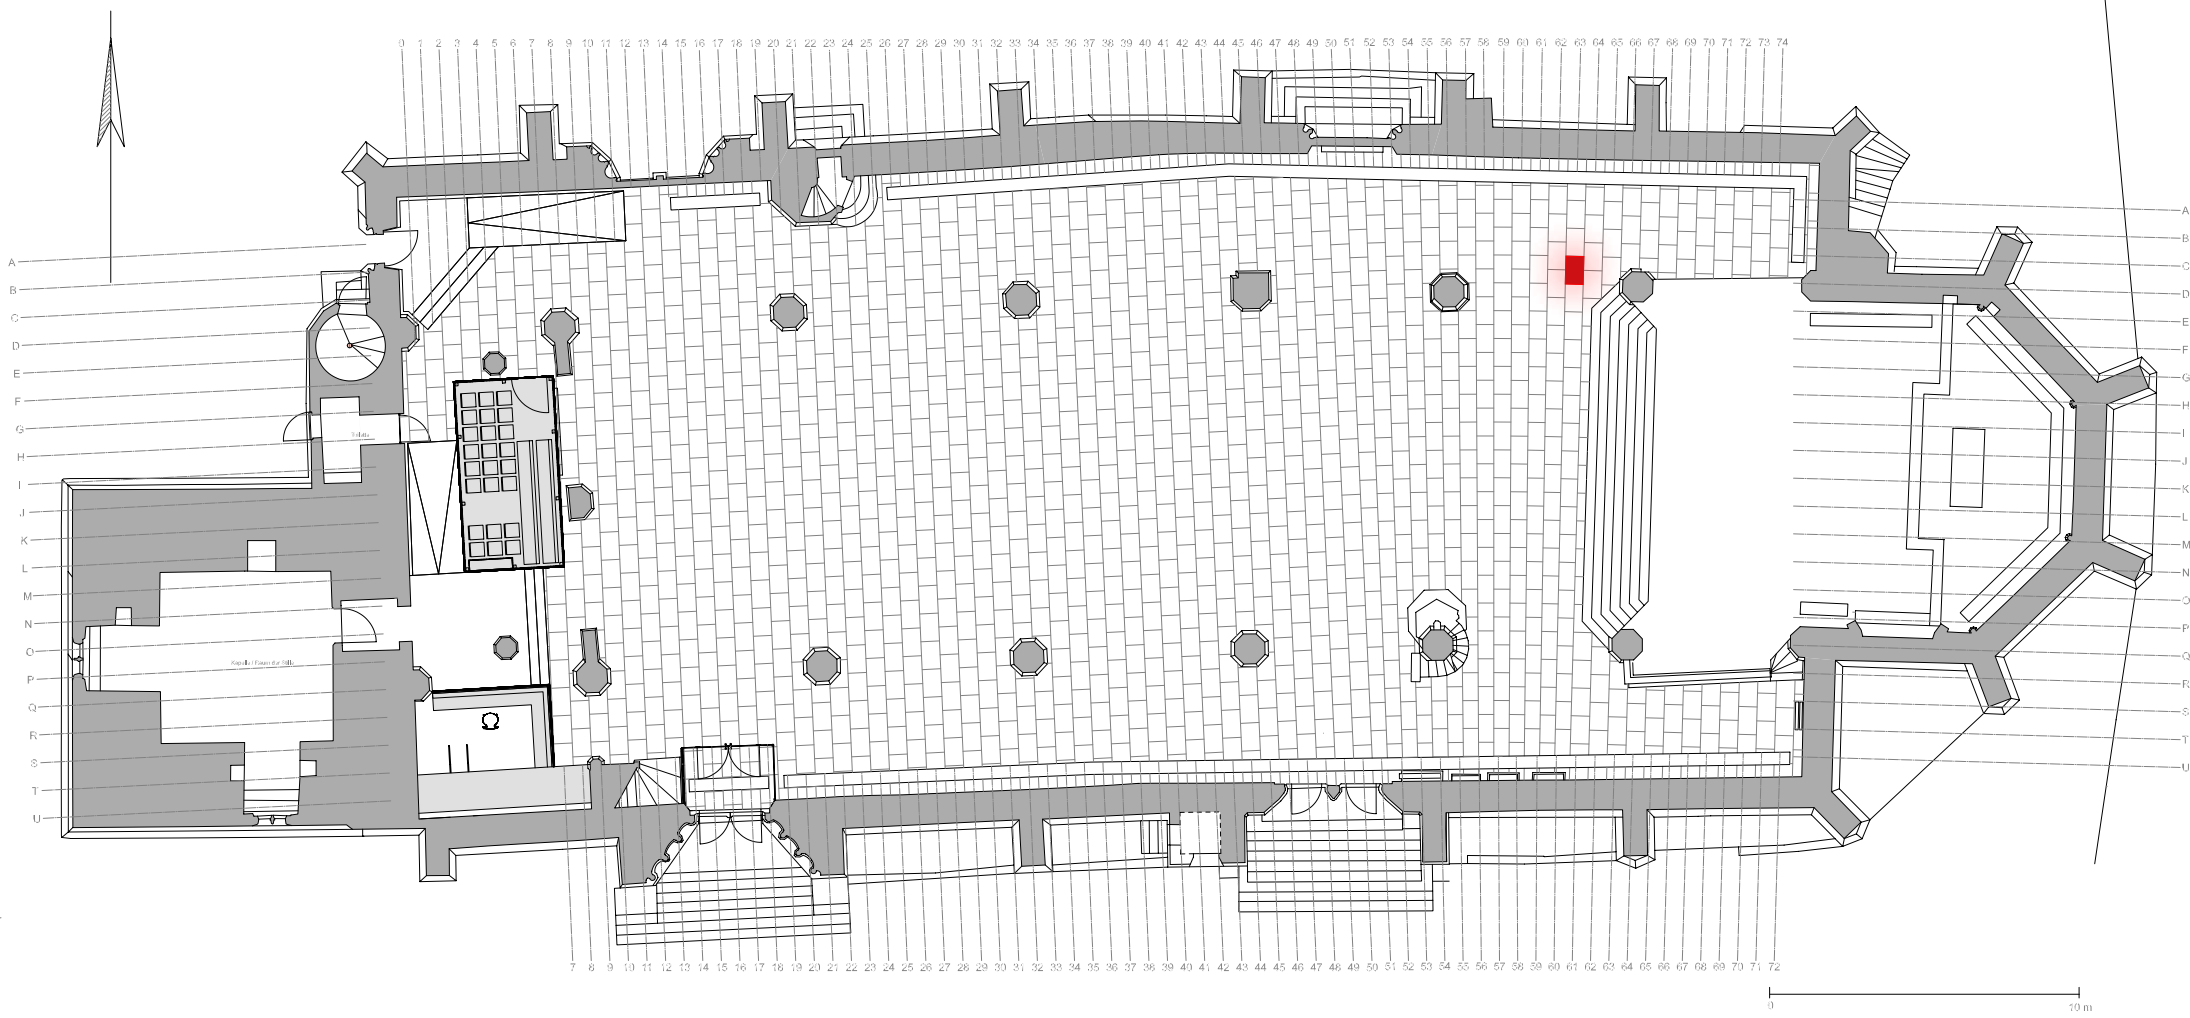 0 1 2 3 4 5 6 7 8 9 10 11 12 13 14 15 16 17 18 19 20 21 22 23 24 25 26 27 28 29 30 31 32 33 34 35 36 37 38 39 40 41 42 43 44 45 46 47 48 49 50 51 52 53 54 55 56 57 58 59 60 61 62 63 64 65 66 67 68 69 70 71 72 73 74
A
B
C
D
E
F
G
H
I
J
K
L
M
N
O
P
Q
R
S
T
U
Kapelle / Raum der Stille
A
B
C
D
E
F
G
H
I
J
K
L
M
N
O
P
Q
R
S
T
U
7 8 9 10 11 12 13 14 15 16 17 18 19 20 21 22 23 24 25 26 27 28 29 30 31 32 33 34 35 36 37 38 39 40 41 42 43 44 45 46 47 48 49 50 51 52 53 54 55 56 57 58 59 60 61 62 63 64 65 66 67 68 69 70 71 72
0 10 m